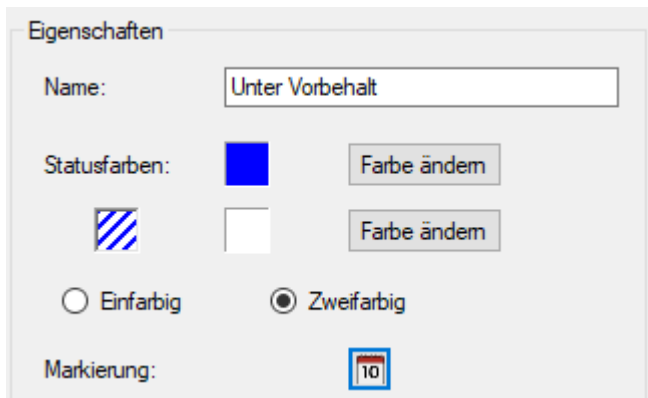 Eigenschaften
Name: Unter Vorbehalt
Statusfarben: Farbe ändern
Farbe ändern
Einfarbig Zweifarbig
Markierung: 10